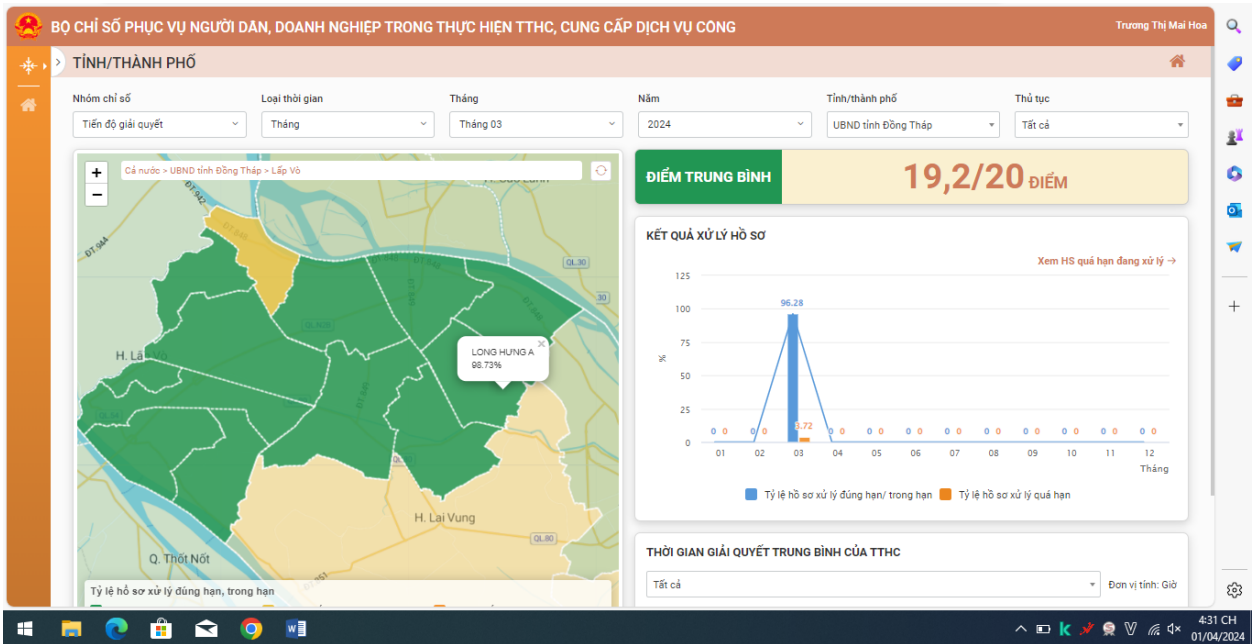 BỘ CHỈ SỐ PHỤC VỤ NGƯỜI DÂN, DOANH NGHIỆP TRONG THỰC HIỆN TTHC, CUNG CẤP DỊCH VỤ CÔNG
Trương Thị Mai Hoa
TỈNH/THÀNH PHỐ
Nhóm chỉ số Loại thời gian Tháng Năm Tỉnh/thành phố Thủ tục
Tiến độ giải quyết Tháng Tháng 03 2024 UBND tỉnh Đồng Tháp Tất cả
+
−
Cả nước > UBND tỉnh Đồng Tháp > Lấp Vò
ĐT.942
ĐT.944
QL.30
30
LONG HUNG A
98.73%
H. Lai Vung
QL.80
Q. Thốt Nốt
ĐT.951
Tỷ lệ hồ sơ xử lý đúng hạn, trong hạn
ĐIỂM TRUNG BÌNH
19,2/20 ĐIỂM
KẾT QUẢ XỬ LÝ HỒ SƠ
Xem HS quá hạn đang xử lý →
125
100
75
50
25
0
%
96.28
0 0 0 0 3.72 0 0 0 0 0 0 0 0 0 0 0 0 0 0 0 0 0 0
01 02 03 04 05 06 07 08 09 10 11 12
Tháng
Tỷ lệ hồ sơ xử lý đúng hạn/ trong hạn Tỷ lệ hồ sơ xử lý quá hạn
THỜI GIAN GIẢI QUYẾT TRUNG BÌNH CỦA TTHC
Tất cả
Đơn vị tính: Giờ
4:31 CH
01/04/2024